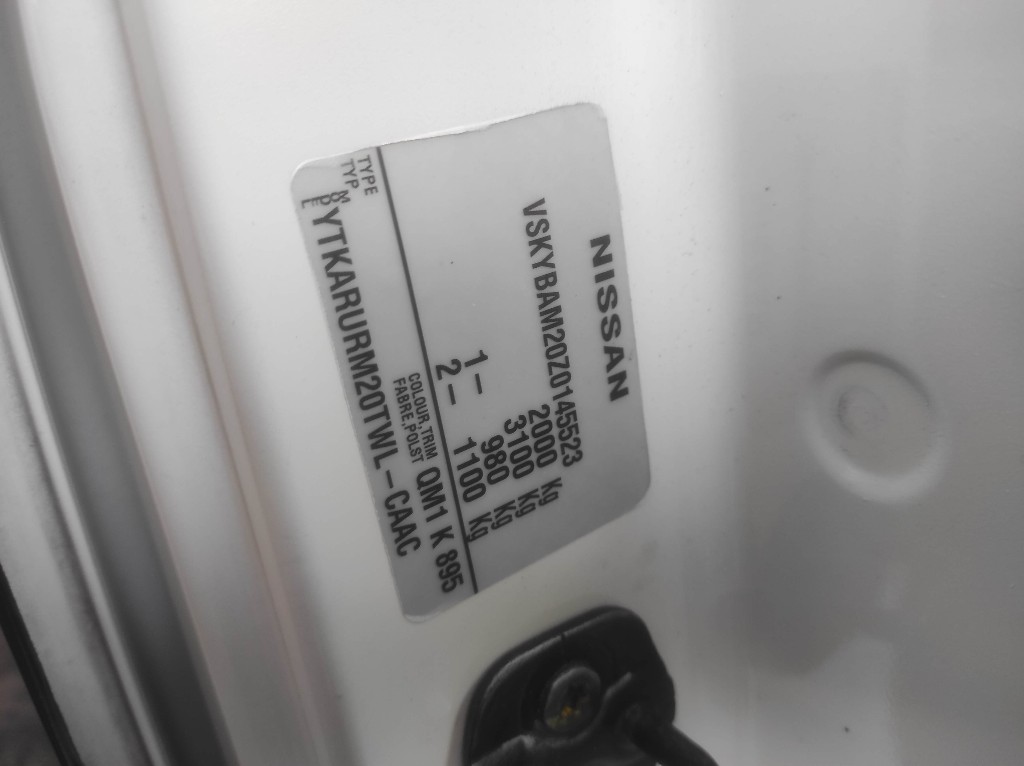 NISSAN
VSKYBAM20Z0145523
2000 Kg
3100 Kg
1– 980 Kg
2– 1100 Kg
TYPE
TYP
COLOUR,TRIM
FABRE,POLST
QM1 K 895
MODEL
YTKARURM20TWL–CAAC